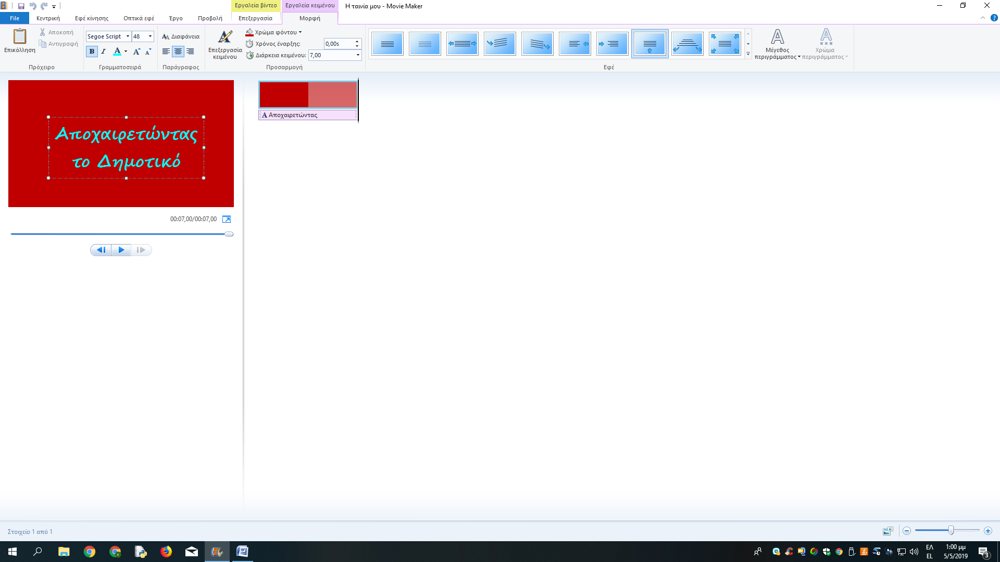 Εργαλεία βίντεο
Εργαλεία κειμένου
Η ταινία μου - Movie Maker
File
Κεντρική
Εφέ κίνησης
Οπτικά εφέ
Έργο
Προβολή
Επεξεργασία
Μορφή
Επικόλληση
Αποκοπή
Αντιγραφή
Πρόχειρο
Segoe Script
48
B I A A A
Γραμματοσειρά
AA Διαφάνεια
Παράγραφος
A
Επεξεργασία
κειμένου
Χρώμα φόντου
Χρόνος έναρξης:
0,00s
Διάρκεια κειμένου:
7,00
Προσαρμογή
Εφέ
A
Μέγεθος
περιγράμματος
A
Χρώμα
περιγράμματος
Αποχαιρετώντας
το Δημοτικό
A Αποχαιρετώντας
00:07,00/00:07,00
Στοιχείο 1 από 1
ΕΛ
EL
1:00 μμ
5/5/2019
3